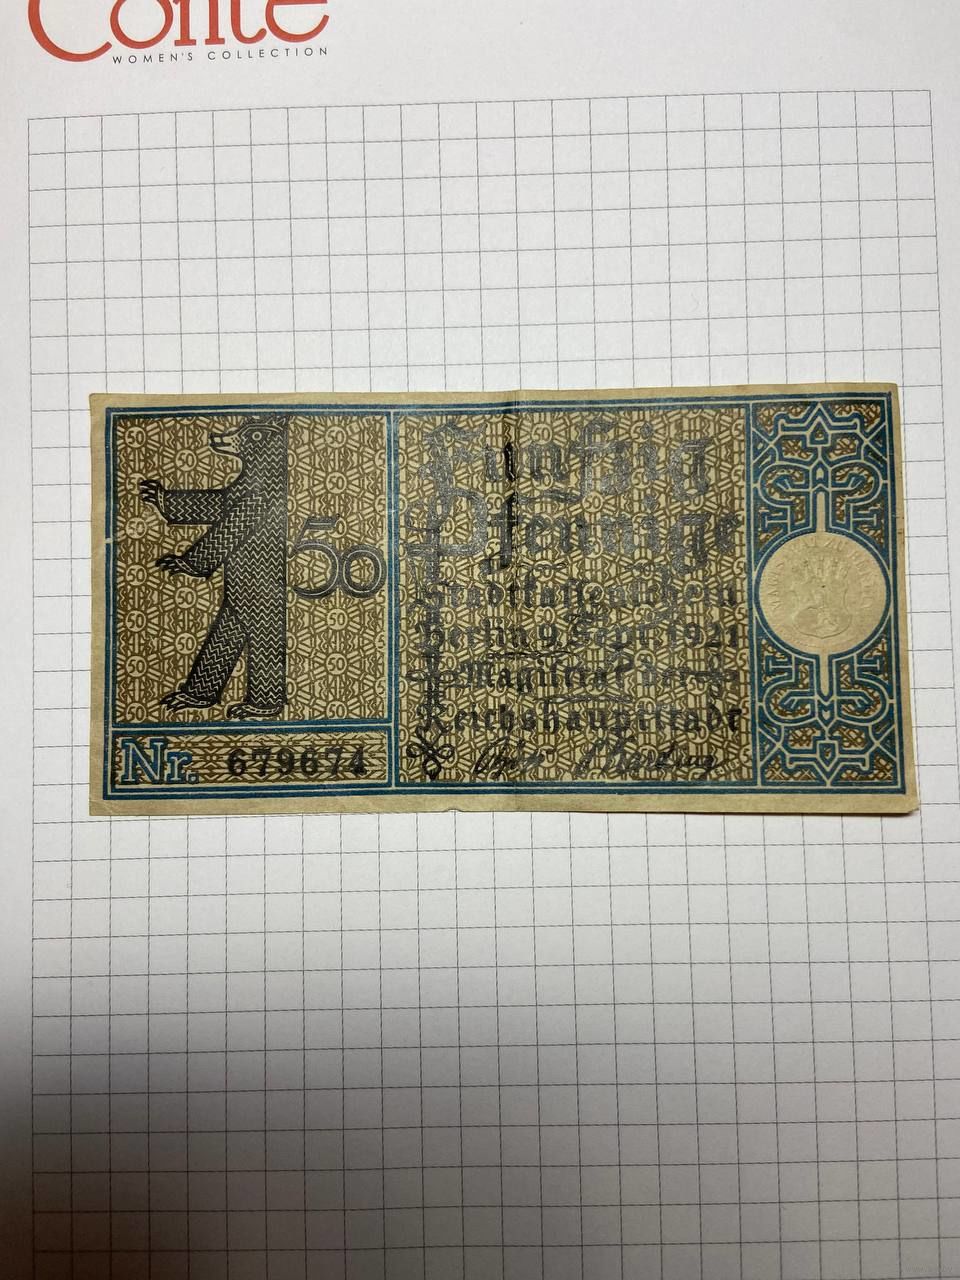 Conte
WOMEN'S COLLECTION
50
Fünfzig
Pfennige
Stadtkassenschein
Berlin 9. Sept. 1921
Magistrat der
Reichshauptstadt
Nr. 679674